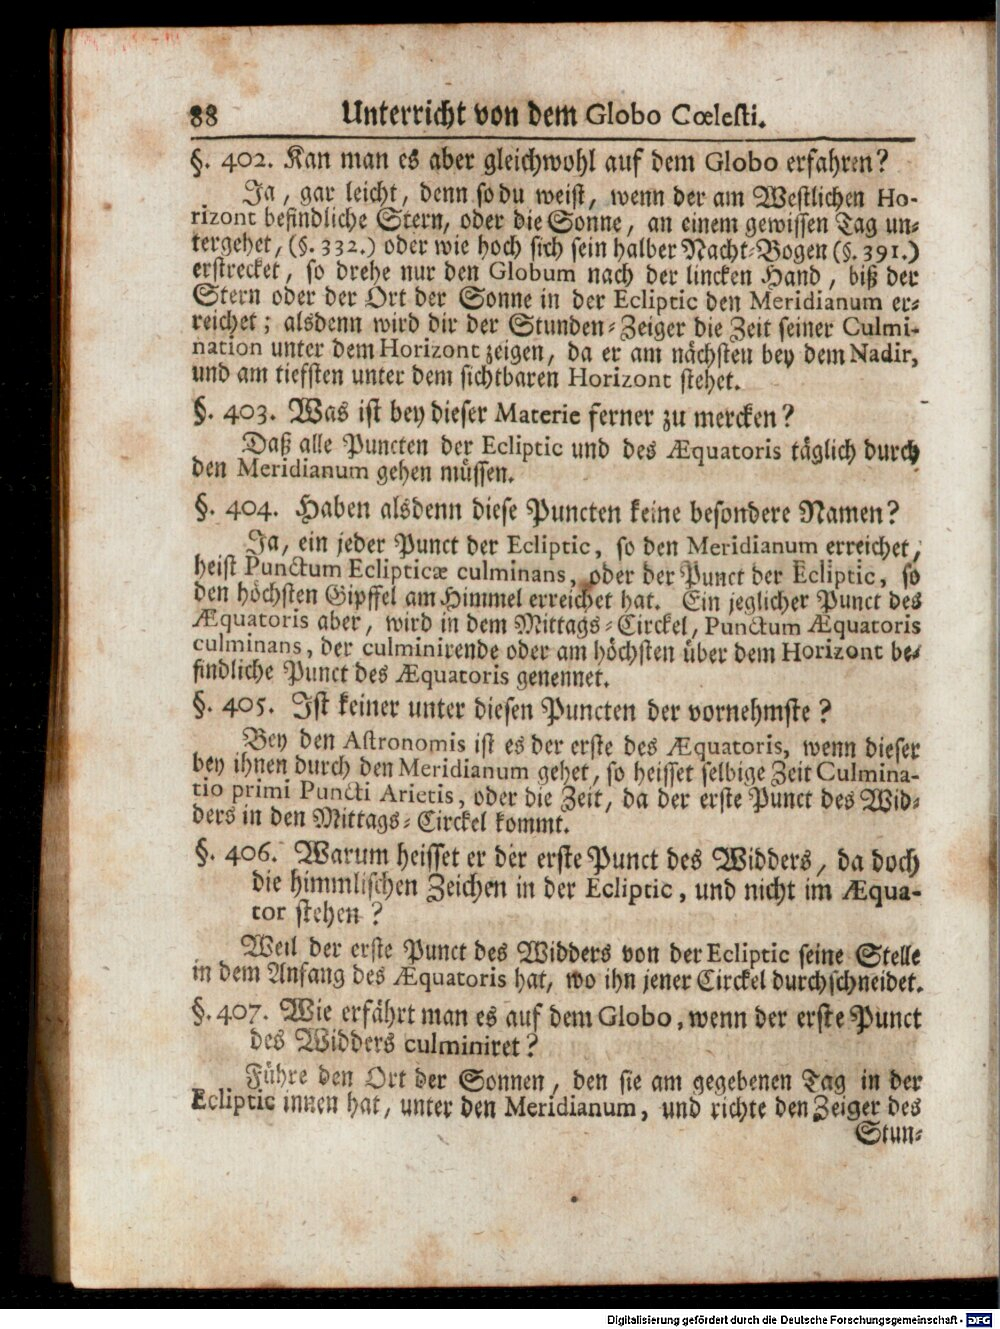 88 Unterricht von dem Globo Cœlesti.
§. 402. Kan man es aber gleichwohl auf dem Globo erfahren?
Ja, gar leicht, denn so du weist, wenn der am Westlichen Ho-
rizont befindliche Stern, oder die Sonne, an einem gewissen Tag un-
tergehet, (§. 332.) oder wie hoch sich sein halber Nacht-Bogen (§. 391.)
erstrecket, so drehe nur den Globum nach der lincken Hand, biß der
Stern oder der Ort der Sonne in der Ecliptic den Meridianum er-
reichet; alsdenn wird dir der Stunden-Zeiger die Zeit seiner Culmi-
nation unter dem Horizont zeigen, da er am nächsten bey dem Nadir,
und am tiefsten unter dem sichtbaren Horizont stehet.
§. 403. Was ist bey dieser Materie ferner zu mercken?
Daß alle Puncten der Ecliptic und des Æquatoris täglich durch
den Meridianum gehen müssen.
§. 404. Haben alsdenn diese Puncten keine besondere Namen?
Ja, ein jeder Punct der Ecliptic, so den Meridianum erreichet,
heist Punctum Eclipticæ culminans, oder der Punct der Ecliptic, so
den höchsten Gipffel am Himmel erreichet hat. Ein jeglicher Punct des
Æquatoris aber, wird in dem Mittags-Circkel, Punctum Æquatoris
culminans, der culminirende oder am höchsten über dem Horizont be-
findliche Punct des Æquatoris genennet.
§. 405. Ist keiner unter diesen Puncten der vornehmste?
Bey den Astronomis ist es der erste des Æquatoris, wenn dieser
bey ihnen durch den Meridianum gehet, so heisset selbige Zeit Culmina-
tio primi Puncti Arietis, oder die Zeit, da der erste Punct des Wid-
ders in den Mittags-Circkel kommt.
§. 406. Warum heisset er der erste Punct des Widders, da doch
die himmlischen Zeichen in der Ecliptic, und nicht im Æqua-
tor stehen?
Weil der erste Punct des Widders von der Ecliptic seine Stelle
in dem Anfang des Æquatoris hat, wo ihn jener Circkel durchschneidet.
§. 407. Wie erfährt man es auf dem Globo, wenn der erste Punct
des Widders culminiret?
Führe den Ort der Sonnen, den sie am gegebenen Tag in der
Ecliptic innen hat, unter den Meridianum, und richte den Zeiger des
Stun-
Digitalisierung gefördert durch die Deutsche Forschungsgemeinschaft - DFG